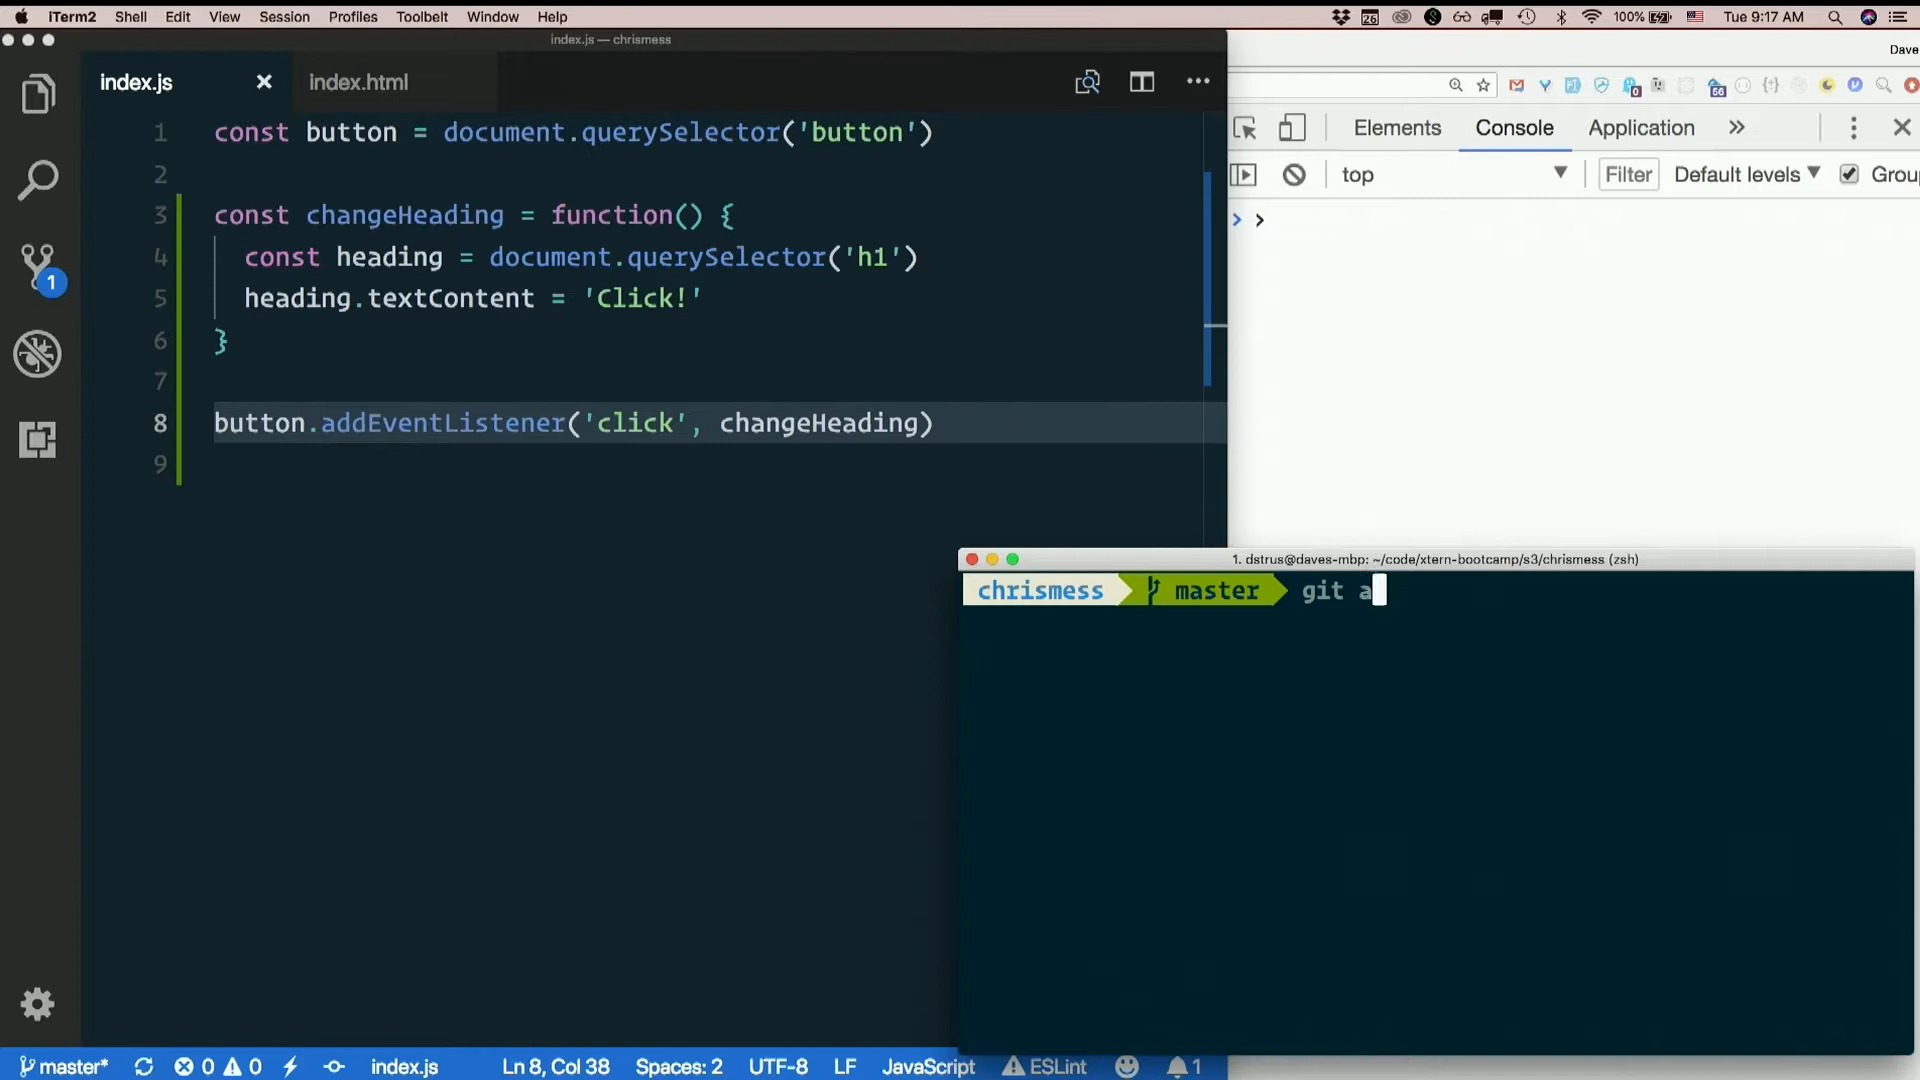 iTerm2 Shell Edit View Session Profiles Toolbelt Window Help
26 100% Tue 9:17 AM
index.js — chrismess
Dave
index.js index.html
0 56
Elements Console Application »
top Filter Default levels Grou
1 const button = document.querySelector('button')
2
3 const changeHeading = function() {
4 const heading = document.querySelector('h1')
5 heading.textContent = 'Click!'
6 }
7
8 button.addEventListener('click', changeHeading)
9
1
> >
1. dstrus@daves-mbp: ~/code/xtern-bootcamp/s3/chrismess (zsh)
chrismess master git a
master* 0 0 index.js Ln 8, Col 38 Spaces: 2 UTF-8 LF JavaScript ESLint 1